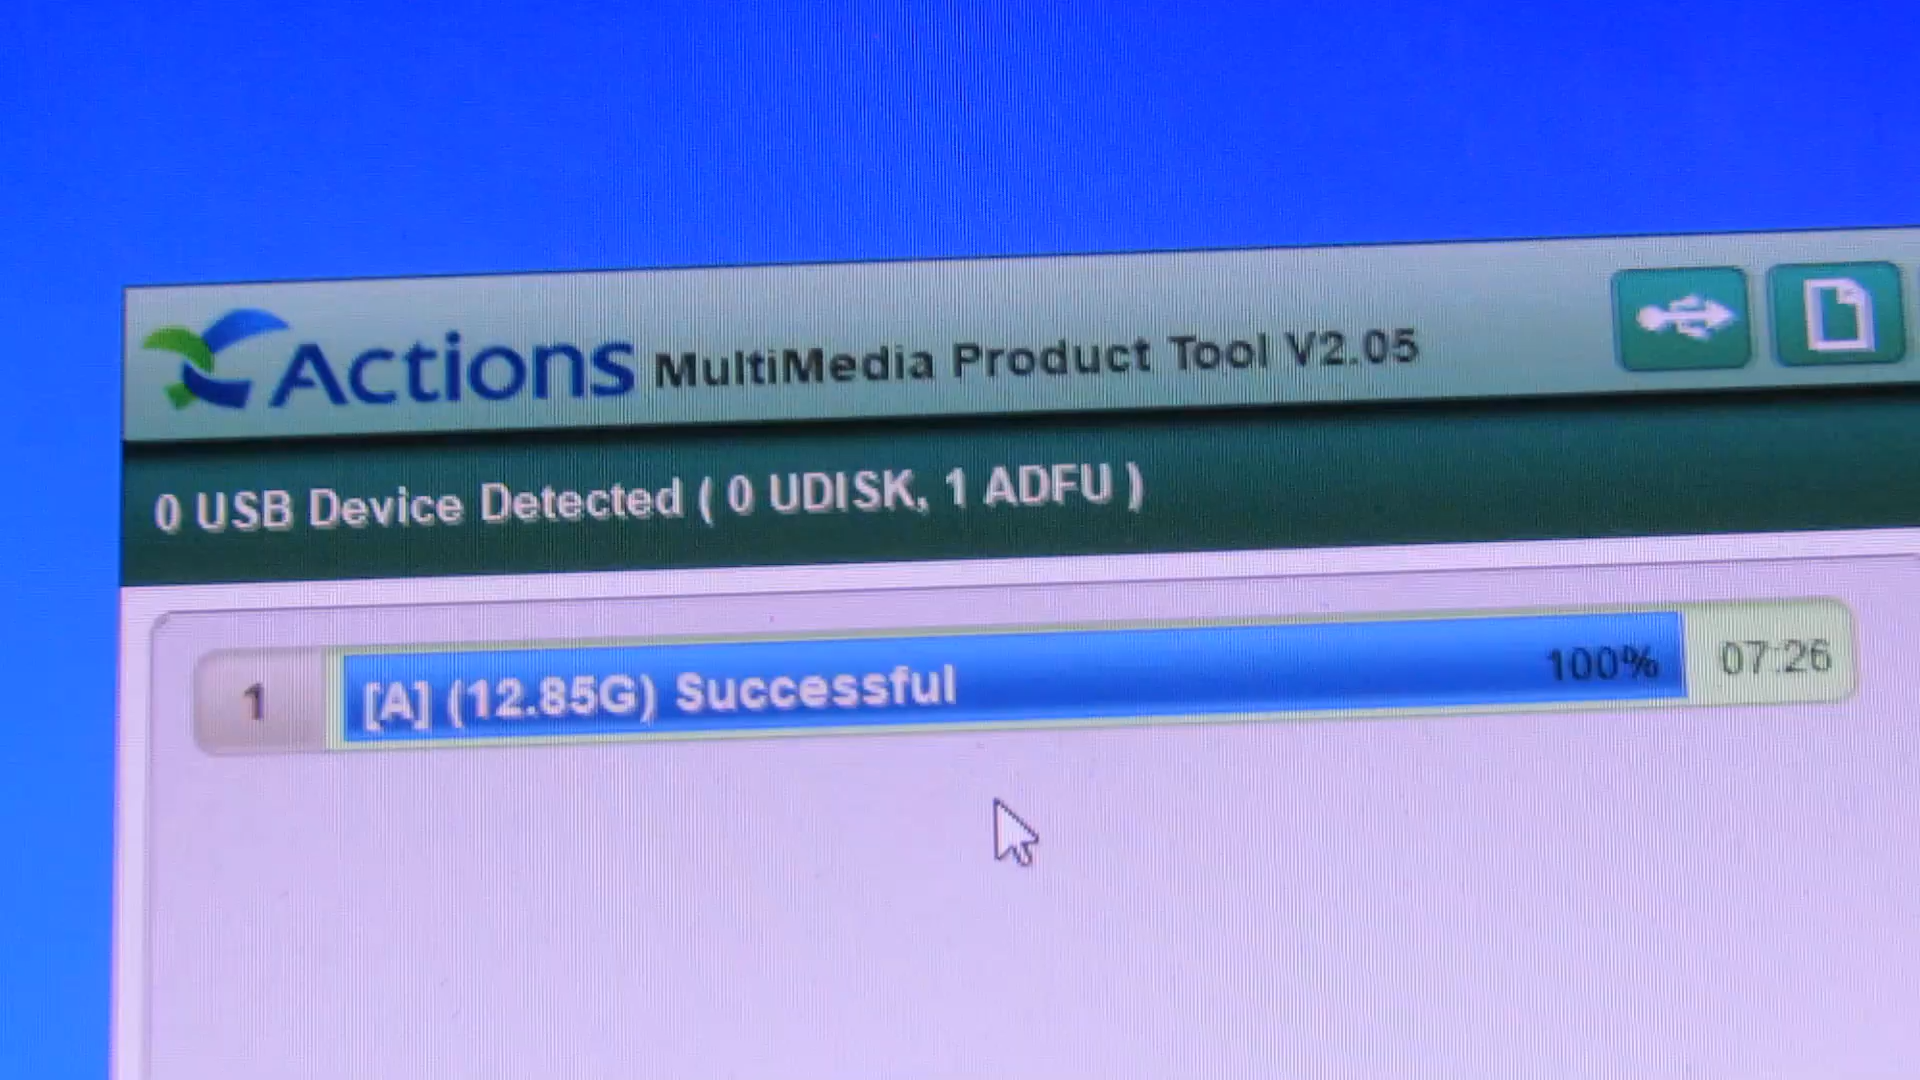 Actions MultiMedia Product Tool V2.05
0 USB Device Detected ( 0 UDISK, 1 ADFU )
1 [A] (12.85G) Successful 100% 07:26